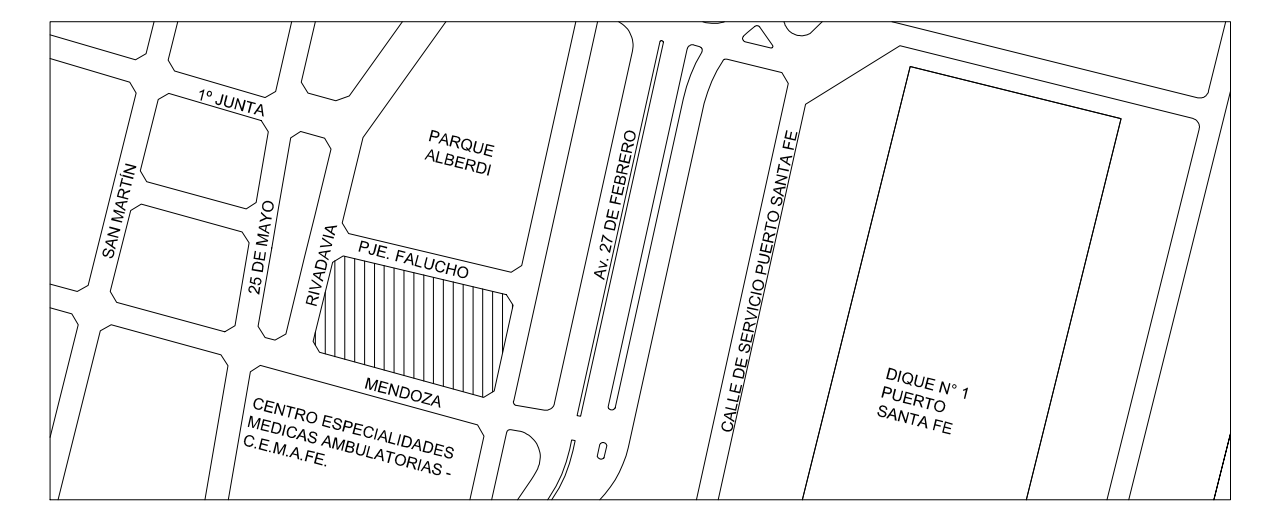 1º JUNTA
PARQUE
ALBERDI
SAN MARTÍN
25 DE MAYO
RIVADAVIA
PJE. FALUCHO
Av. 27 DE FEBRERO
CALLE DE SERVICIO PUERTO SANTA FE
MENDOZA
CENTRO ESPECIALIDADES
MEDICAS AMBULATORIAS -
C.E.M.A.FE.
DIQUE N° 1
PUERTO
SANTA FE